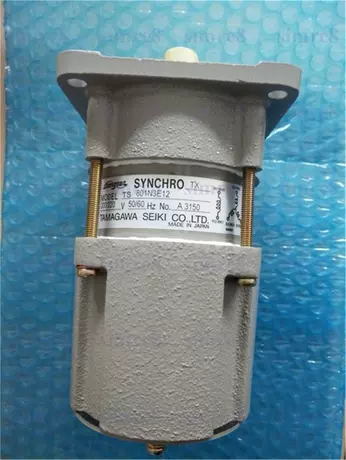 SYNCHRO TX
MODEL TS 801N3E12
V 50/60 Hz No. A 3150
TAMAGAWA SEIKI CO.,LTD.
MADE IN JAPAN